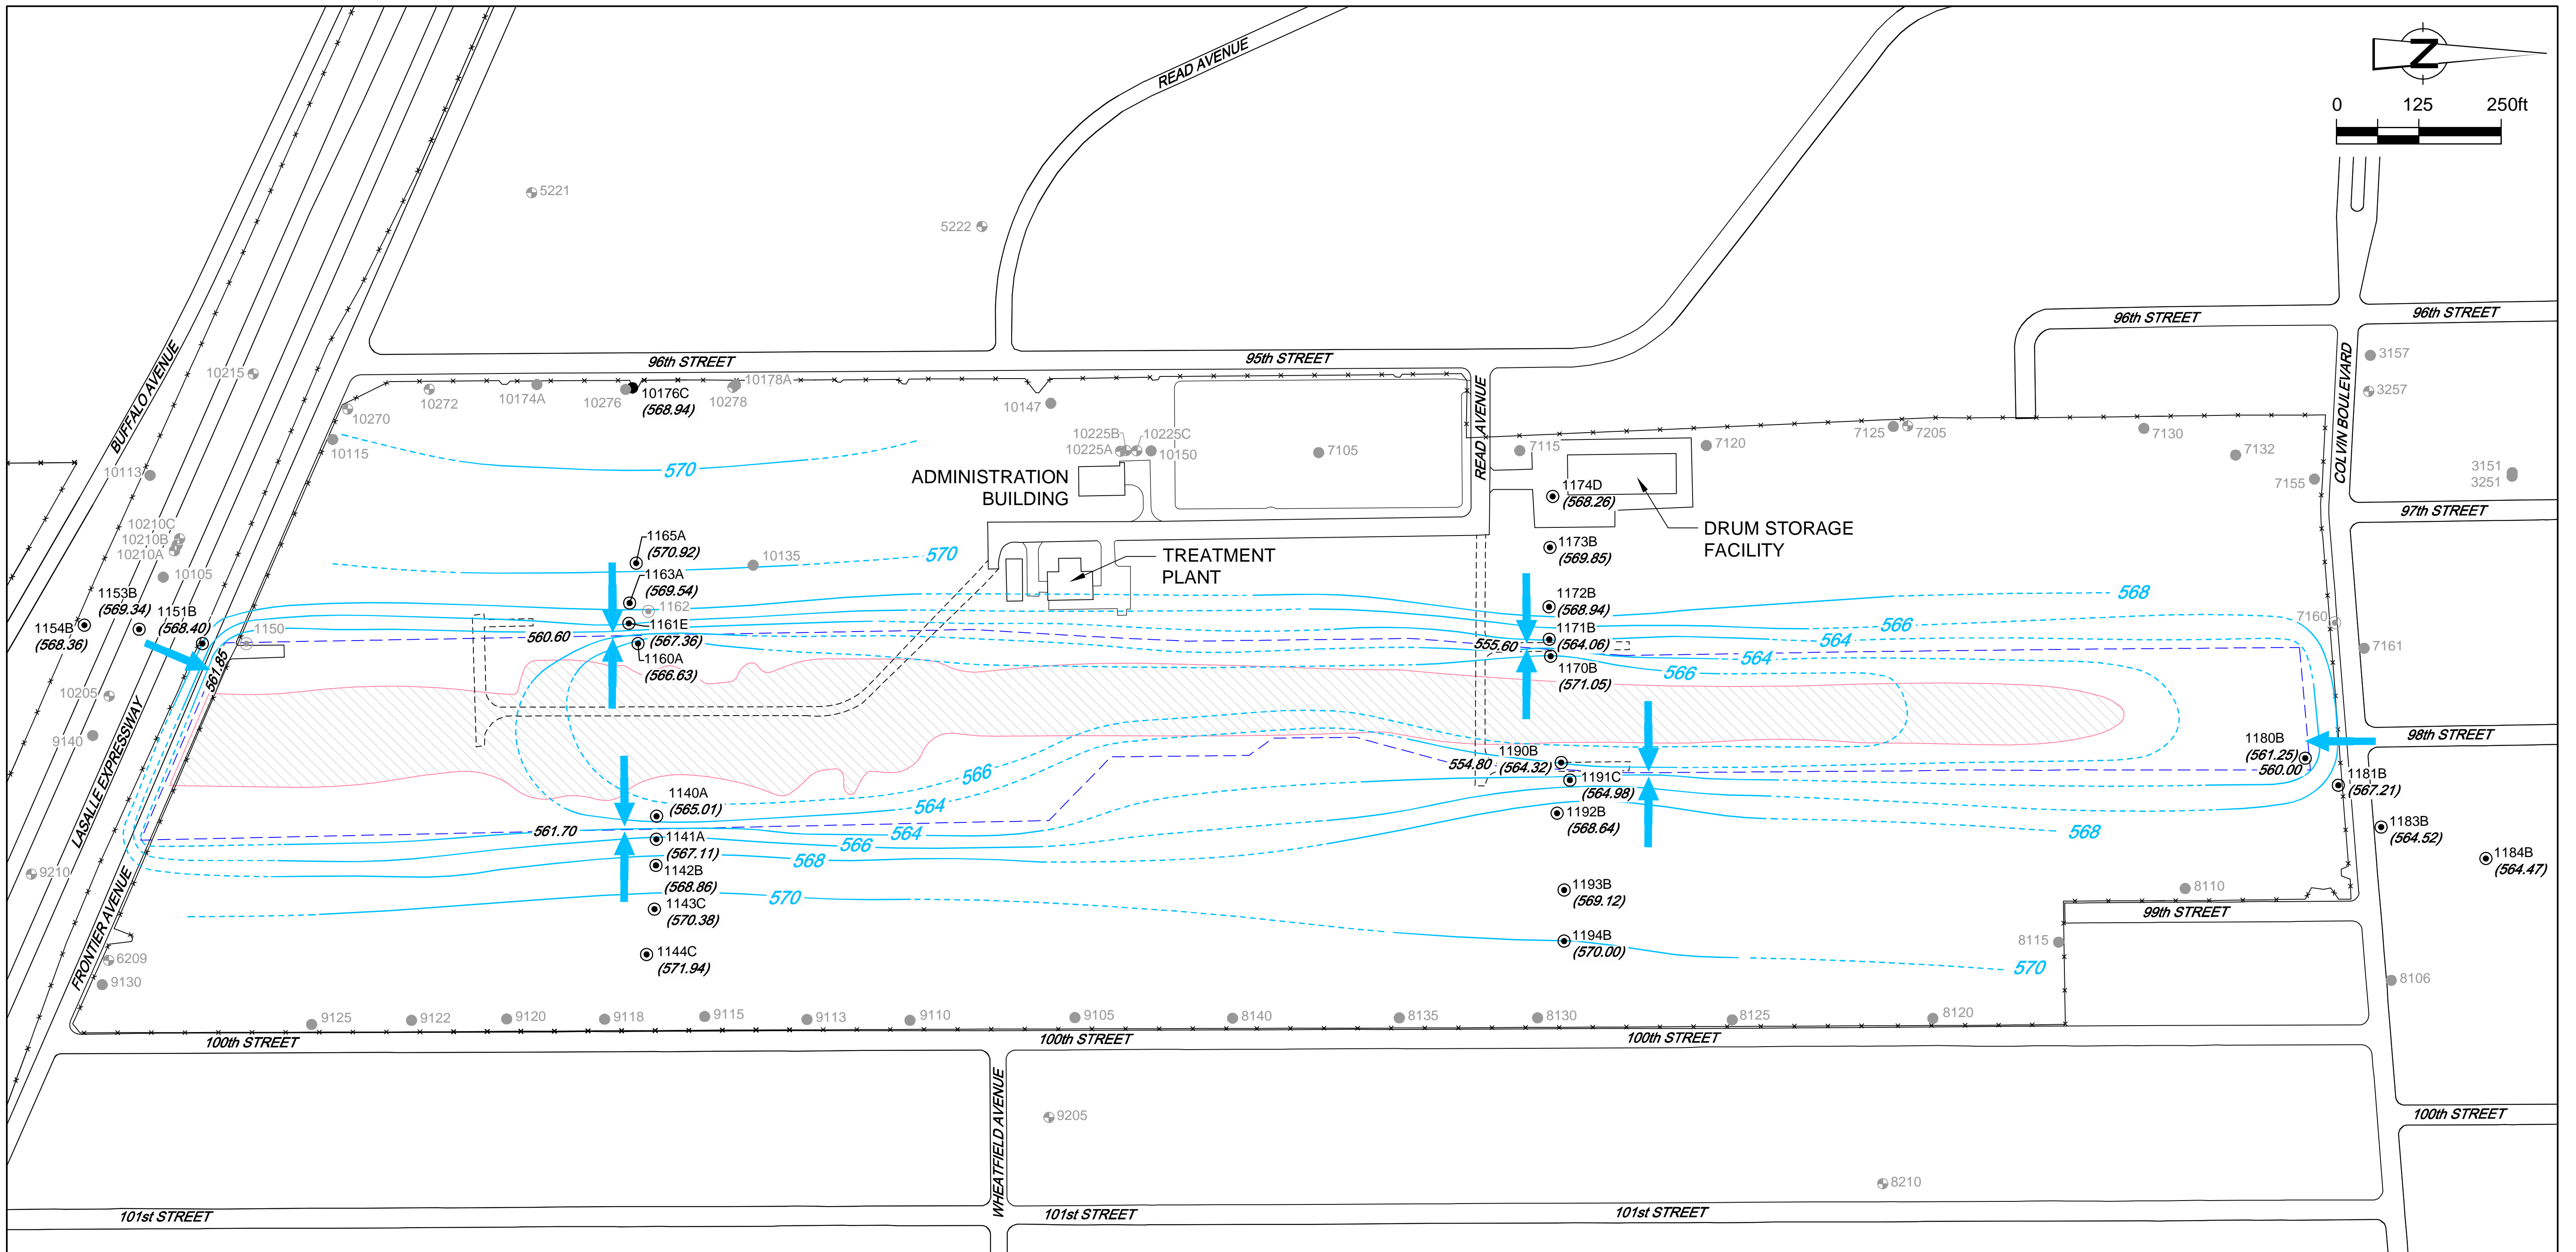 READ AVENUE
Z
0 125 250ft
5221
5222
BUFFALO AVENUE
96th STREET
96th STREET
96th STREET
95th STREET
COLVIN BOULEVARD
3157
3257
10215
10272
10174A
10276
10176C
(568.94)
10178A
10278
10270
10115
10147
10225B
10225C
10225A
10150
7105
READ AVENUE
7115
7120
7125
7205
7130
7132
7155
3151
3251
10113
570
ADMINISTRATION
BUILDING
1174D
(568.26)
97th STREET
10210C
10210B
10210A
10105
1165A
(570.92)
10135
570
TREATMENT
PLANT
1173B
(569.85)
DRUM STORAGE
FACILITY
1153B
(569.34)
1151B
(568.40)
1154B
(568.36)
1150
1163A
(569.54)
1162
1161E
(567.36)
1160A
(566.63)
560.60
561.85
1172B
(568.94)
1171B
(564.06)
555.60
1170B
(571.05)
568
566
564
564
566
7160
7161
10205
9140
LASALLE EXPRESSWAY
98th STREET
1190B
(564.32)
554.80
1191C
(564.98)
1192B
(568.64)
1180B
(561.25)
560.00
1181B
(567.21)
1183B
(564.52)
1184B
(564.47)
566
564
1140A
(565.01)
561.70
1141A
(567.11)
1142B
(568.86)
1143C
(570.38)
1144C
(571.94)
564
566
568
570
568
9210
FRONTIER AVENUE
6209
9130
1193B
(569.12)
1194B
(570.00)
570
8110
99th STREET
8115
8106
9125
9122
9120
9118
9115
9113
9110
9105
8140
8135
8130
8125
8120
100th STREET
100th STREET
100th STREET
100th STREET
WHEATFIELD AVENUE
9205
8210
101st STREET
101st STREET
101st STREET